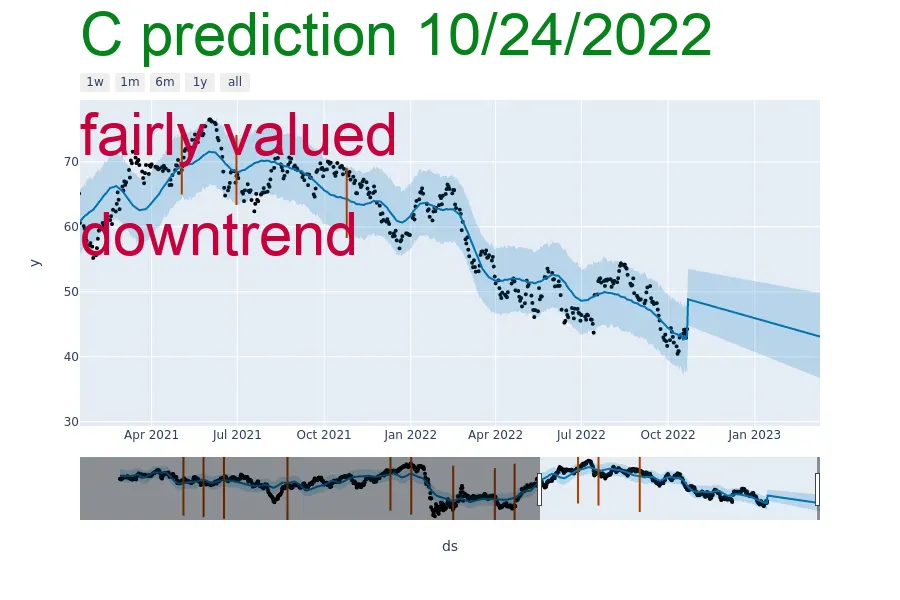 C prediction 10/24/2022
1w 1m 6m 1y all
fairly valued
70
60
downtrend
y
50
40
30
Apr 2021 Jul 2021 Oct 2021 Jan 2022 Apr 2022 Jul 2022 Oct 2022 Jan 2023
ds